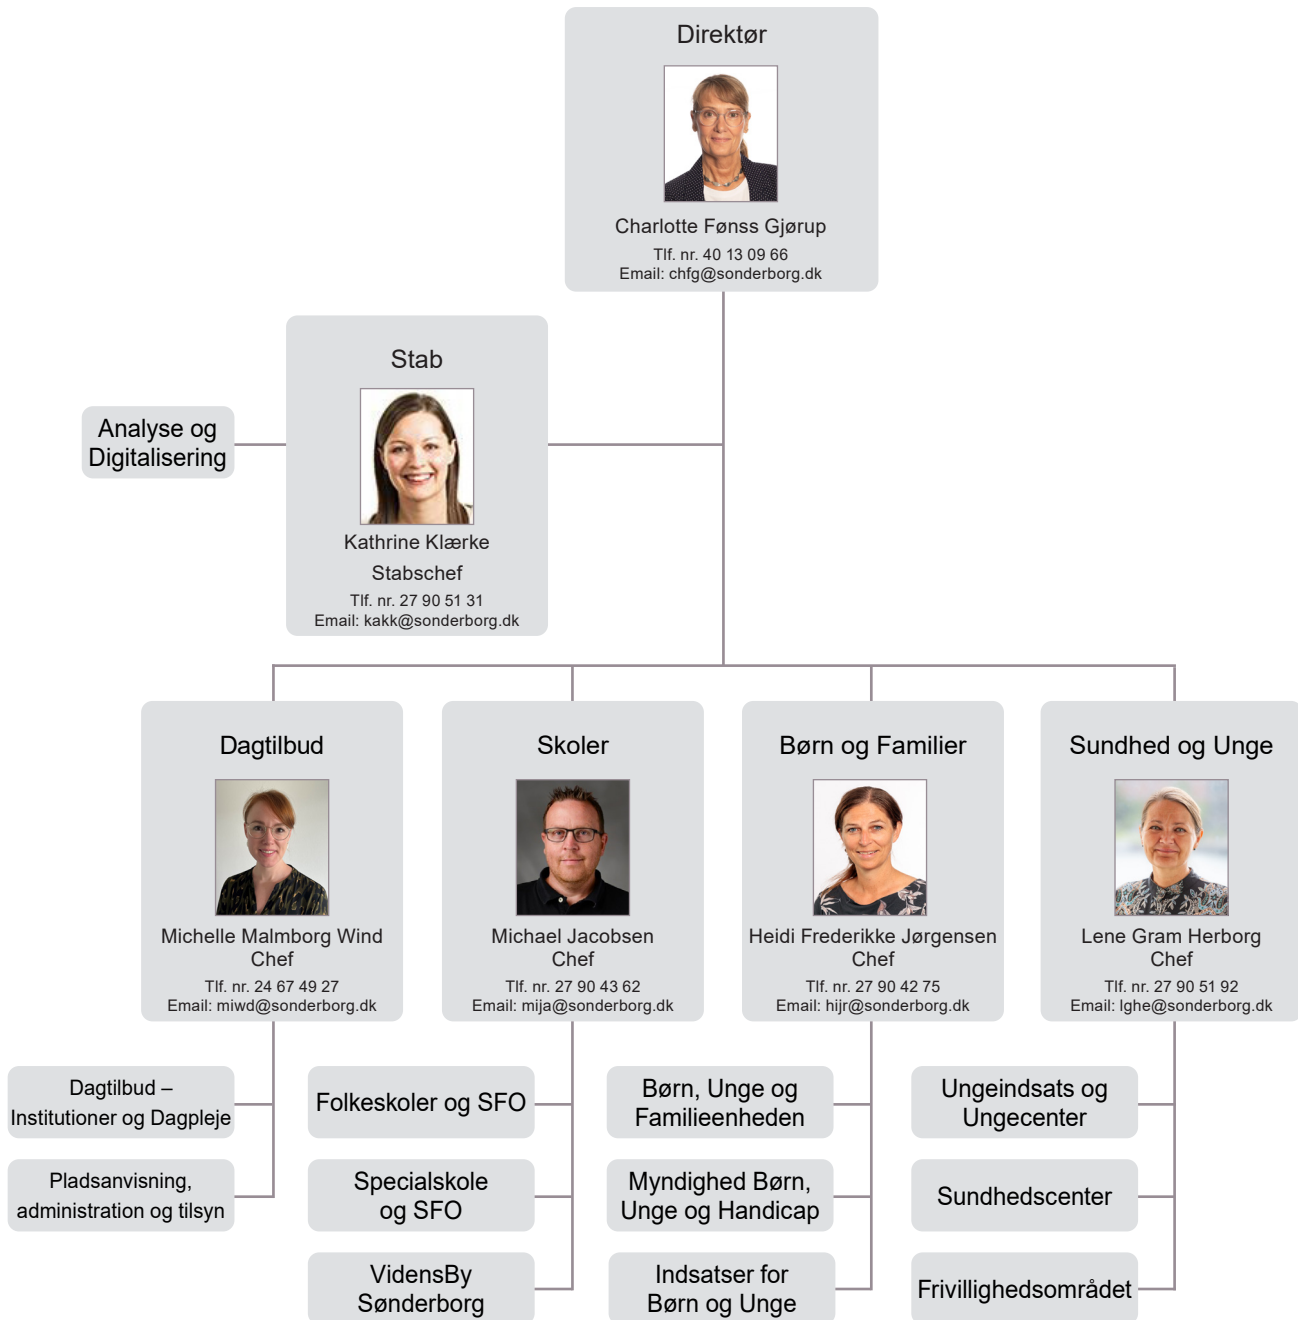 Direktør
Charlotte Fønss Gjørup
Tlf. nr. 40 13 09 66
Email: chfg@sonderborg.dk
Stab
Kathrine Klærke
Stabschef
Tlf. nr. 27 90 51 31
Email: kakk@sonderborg.dk
Analyse og
Digitalisering
Dagtilbud
Michelle Malmborg Wind
Chef
Tlf. nr. 24 67 49 27
Email: miwd@sonderborg.dk
Dagtilbud –
Institutioner og Dagpleje
Pladsanvisning,
administration og tilsyn
Skoler
Michael Jacobsen
Chef
Tlf. nr. 27 90 43 62
Email: mija@sonderborg.dk
Folkeskoler og SFO
Specialskole
og SFO
VidensBy
Sønderborg
Børn og Familier
Heidi Frederikke Jørgensen
Chef
Tlf. nr. 27 90 42 75
Email: hijr@sonderborg.dk
Børn, Unge og
Familieenheden
Myndighed Børn,
Unge og Handicap
Indsatser for
Børn og Unge
Sundhed og Unge
Lene Gram Herborg
Chef
Tlf. nr. 27 90 51 92
Email: lghe@sonderborg.dk
Ungeindsats og
Ungecenter
Sundhedscenter
Frivillighedsområdet